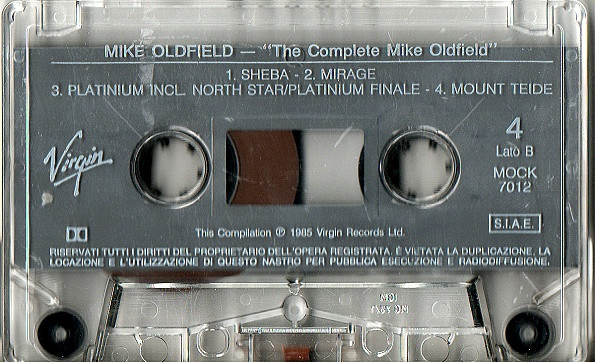 MIKE OLDFIELD — "The Complete Mike Oldfield"
1. SHEBA - 2. MIRAGE
3. PLATINIUM INCL. NORTH STAR/PLATINIUM FINALE - 4. MOUNT TEIDE
Virgin
4
Lato B
MOCK
7012
S.I.A.E.
This Compilation ℗ 1985 Virgin Records Ltd.
RISERVATI TUTTI I DIRITTI DEL PROPRIETARIO DELL'OPERA REGISTRATA. È VIETATA LA DUPLICAZIONE, LA
LOCAZIONE E L'UTILIZZAZIONE DI QUESTO NASTRO PER PUBBLICA ESECUZIONE E RADIODIFFUSIONE.